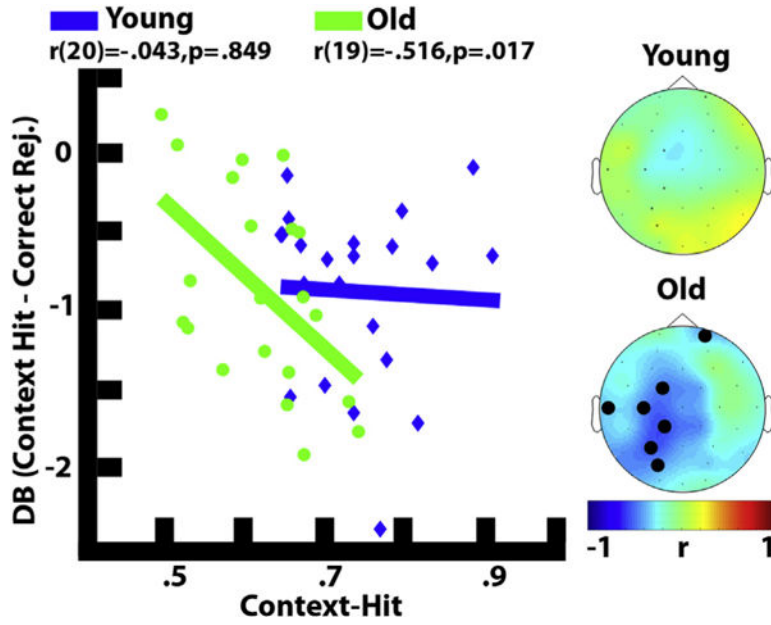 Young
r(20)=-.043,p=.849
Old
r(19)=-.516,p=.017
DB (Context Hit - Correct Rej.)
0
-1
-2
.5
.7
.9
Context-Hit
Young
Old
-1
r
1